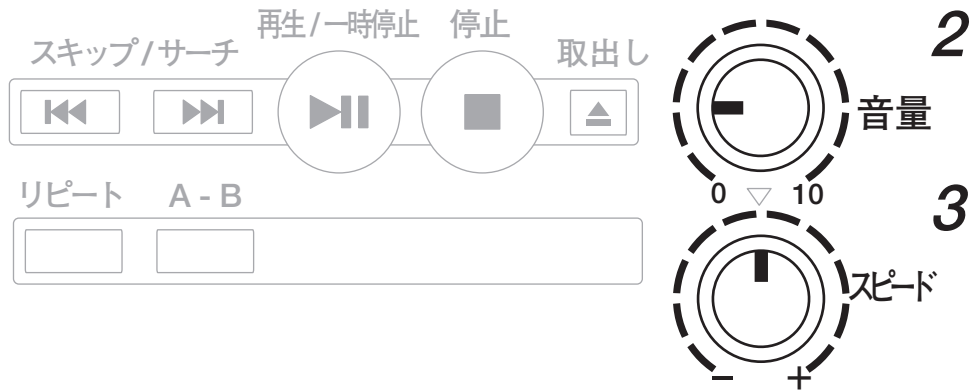 再生/一時停止 停止
スキップ/サーチ 取出し
2
音量
0 10
リピート A - B
3
スピード
− +